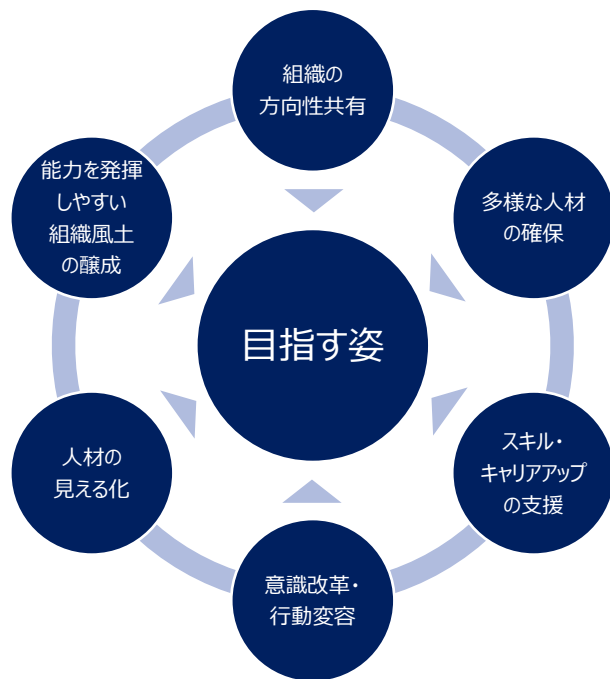 組織の
方向性共有
多様な人材
の確保
スキル・
キャリアアップ
の支援
意識改革・
行動変容
人材の
見える化
能力を発揮
しやすい
組織風土
の醸成
目指す姿